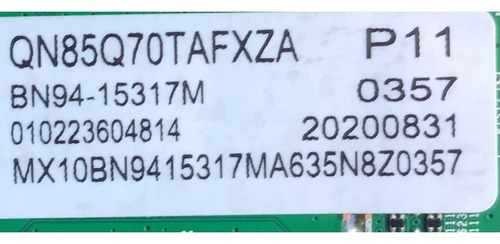 QN85Q70TAFXZA P11
BN94-15317M 0357
010223604814 20200831
MX10BN9415317MA635N8Z0357